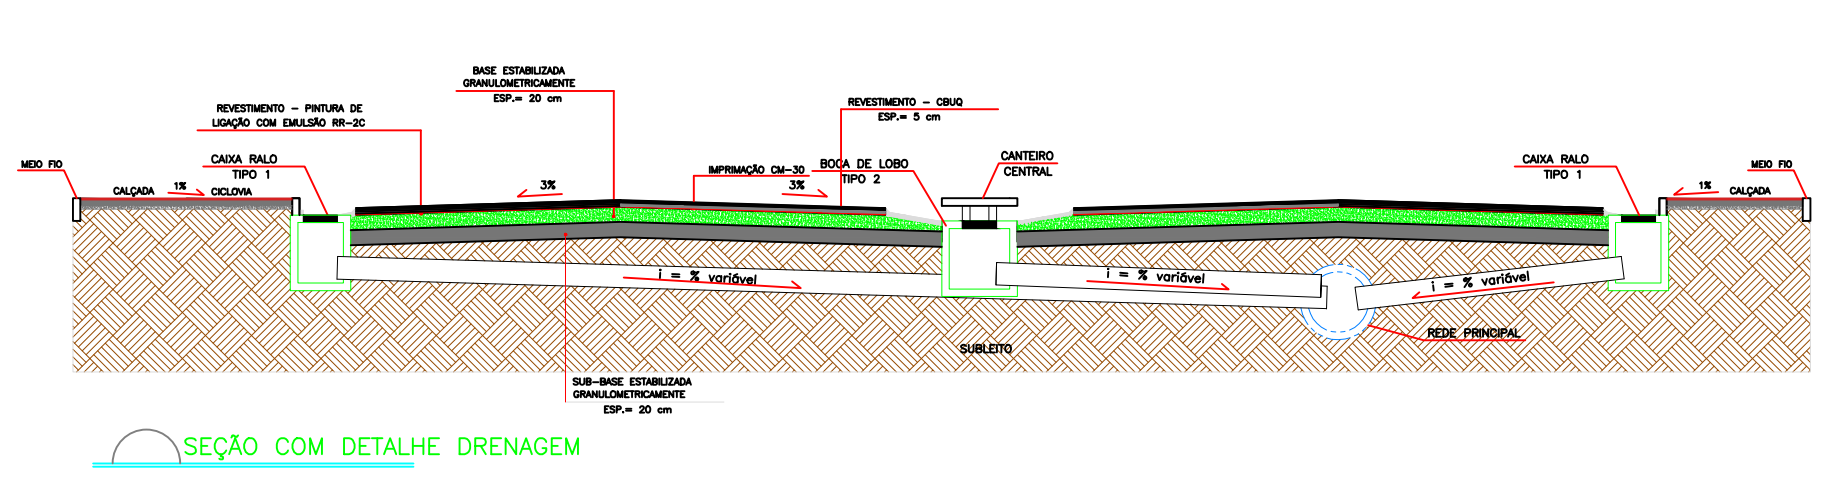 BASE ESTABILIZADA
GRANULOMETRICAMENTE
ESP.= 20 cm
REVESTIMENTO - PINTURA DE
LIGAÇÃO COM EMULSÃO RR-2C
REVESTIMENTO - CBUQ
ESP.= 5 cm
MEIO FIO
CAIXA RALO
TIPO 1
IMPRIMAÇÃO CM-30
BOCA DE LOBO
TIPO 2
CANTEIRO
CENTRAL
CAIXA RALO
TIPO 1
MEIO FIO
CALÇADA
1%
CICLOVIA
3%
3%
1%
CALÇADA
i = % variável
i = % variável
i = % variável
REDE PRINCIPAL
SUBLEITO
SUB-BASE ESTABILIZADA
GRANULOMETRICAMENTE
ESP.= 20 cm
SEÇÃO COM DETALHE DRENAGEM